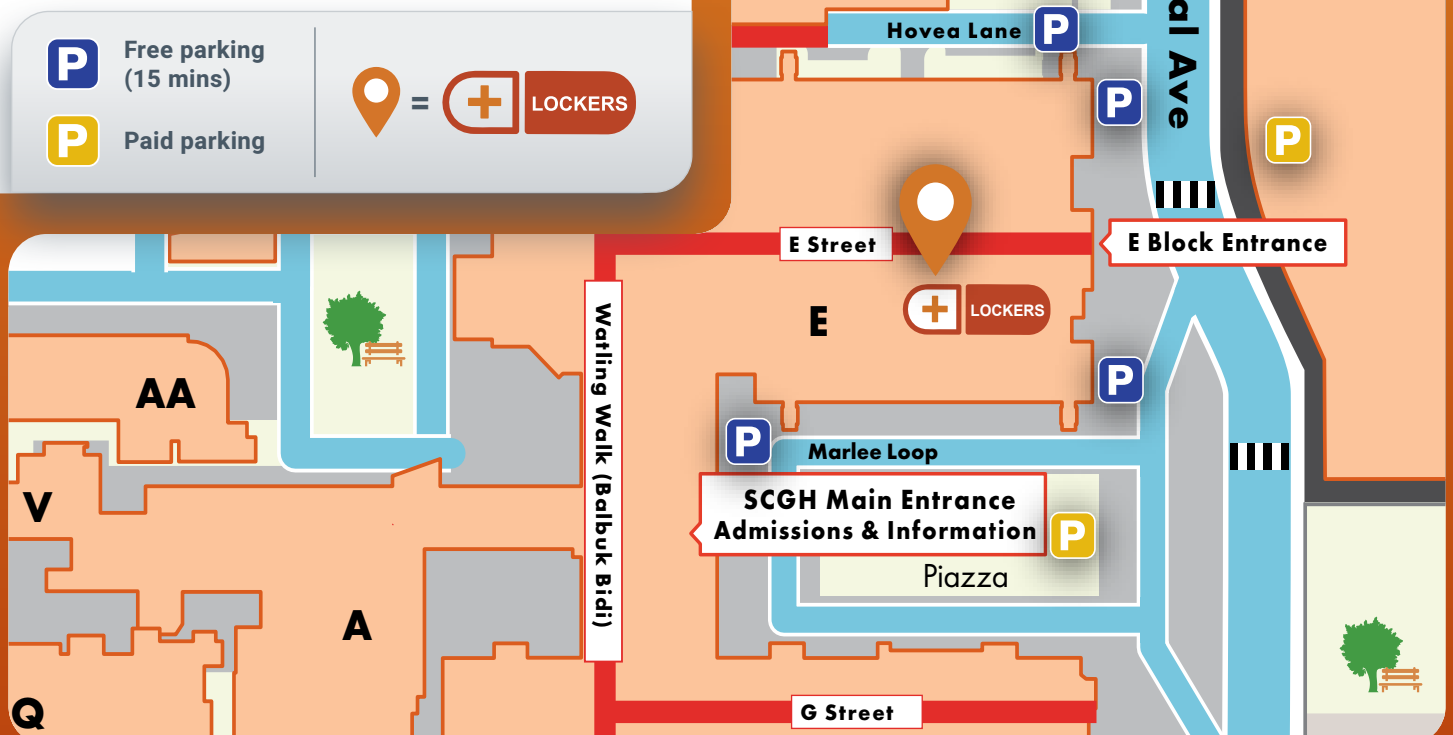 P
Free parking
(15 mins)
P
Paid parking
=
LOCKERS
Hovea Lane
P
al Ave
P
P
E Street
E Block Entrance
E
LOCKERS
Watling Walk (Balbuk Bidi)
AA
P
P
Marlee Loop
V
SCGH Main Entrance
Admissions & Information
P
Piazza
A
Q
G Street